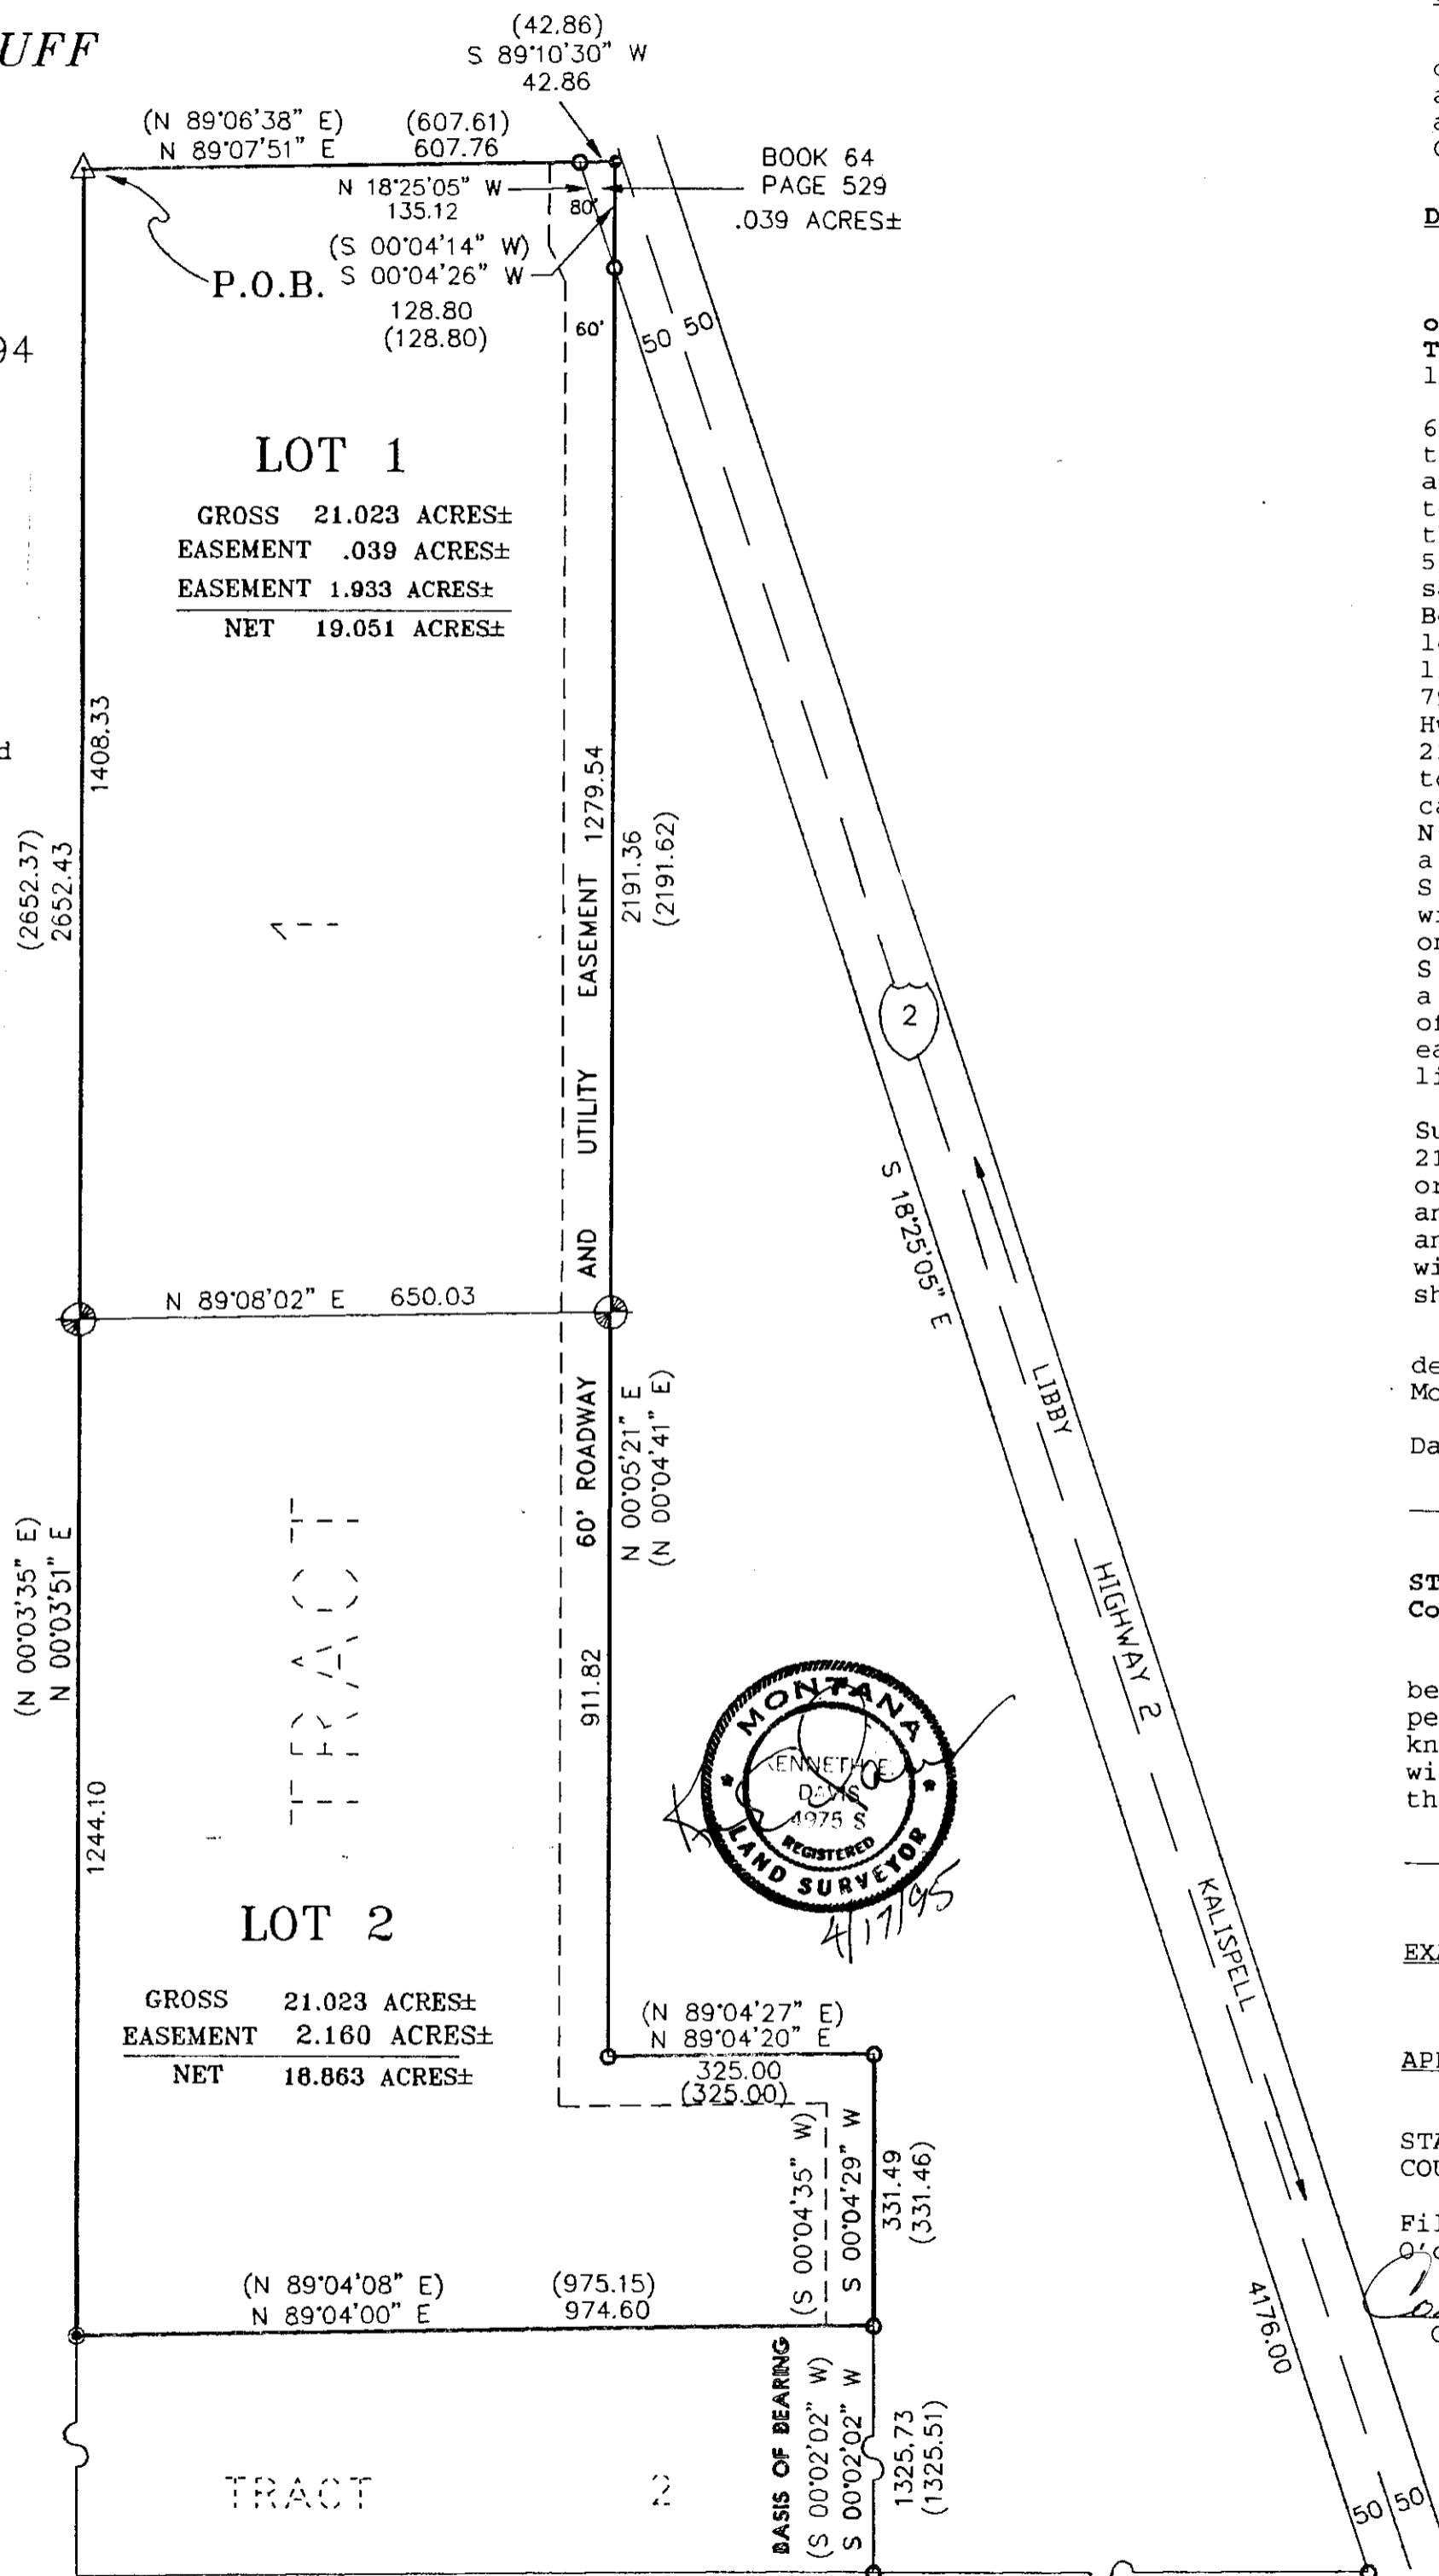 UFF
(42.86)
S 89°10'30" W
42.86
(N 89°06'38" E) (607.61)
N 89°07'51" E 607.76
BOOK 64
PAGE 529
.039 ACRES±
N 18°25'05" W
135.12
80'
(S 00°04'14" W)
S 00°04'26" W
128.80
(128.80)
P.O.B.
94
60'
50 50
LOT 1
GROSS 21.023 ACRES±
EASEMENT .039 ACRES±
EASEMENT 1.933 ACRES±
NET 19.051 ACRES±
1408.33
(2652.37)
2652.43
1279.54
2191.36
(2191.62)
60' ROADWAY AND UTILITY EASEMENT
1
2
S 18°25'05" E
N 89°08'02" E 650.03
N 00°05'21" E
(N 00°04'41" E)
LIBBY
HIGHWAY 2
KALISPELL
(N 00°03'35" E)
N 00°03'51" E
TRACT
911.82
MONTANA
KENNETH E.
DAVIS
4975 S
REGISTERED
LAND SURVEYOR
4/17/95
1244.10
LOT 2
GROSS 21.023 ACRES±
EASEMENT 2.160 ACRES±
NET 18.863 ACRES±
(N 89°04'27" E)
N 89°04'20" E
325.00
(325.00)
(S 00°04'35" W)
S 00°04'29" W
331.49
(331.46)
(N 89°04'08" E) (975.15)
N 89°04'00" E 974.60
4176.00
BASIS OF BEARING
(S 00°02'02" W)
S 00°02'02" W
1325.73
(1325.51)
TRACT 2
50 50